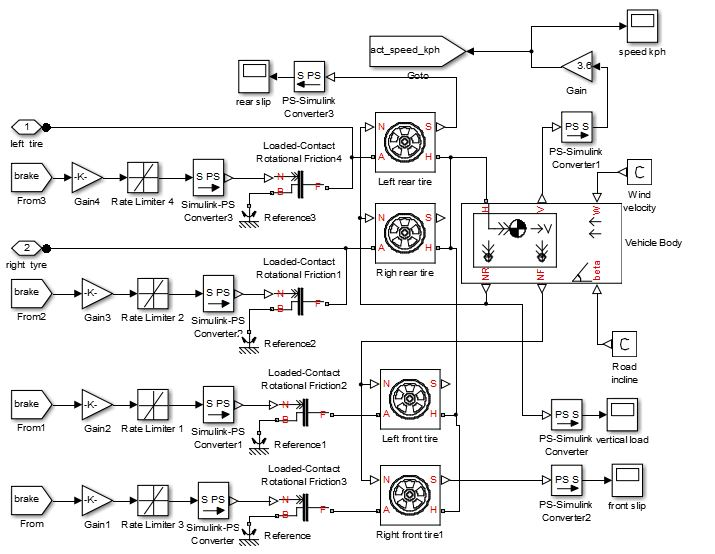 act_speed_kph
Goto
speed kph
3.6
Gain
rear slip
S PS
PS-Simulink
Converter3
PS S
PS-Simulink
Converter1
1
left tire
Loaded-Contact
Rotational Friction4
N
S
A
H
Left rear tire
C
Wind
velocity
brake
From3
-K-
Gain4
Rate Limiter 4
S PS
Simulink-PS
Converter3
N
B
F
Reference3
N
S
A
H
Righ rear tire
H
V
W
NR
NF
beta
Vehicle Body
2
right tyre
Loaded-Contact
Rotational Friction1
brake
From2
-K-
Gain3
Rate Limiter 2
S PS
Simulink-PS
N
B
F
Reference2
C
Road
incline
Loaded-Contact
Rotational Friction2
N
S
A
H
Left front tire
brake
From1
-K-
Gain2
Rate Limiter 1
S PS
Simulink-PS
Converter1
N
B
F
Reference1
PS S
PS-Simulink
Converter
vertical load
Loaded-Contact
Rotational Friction3
N
S
A
H
Right front tire1
brake
From
-K-
Gain1
Rate Limiter 3
S PS
Simulink-PS
Converter
N
B
F
Reference
PS S
PS-Simulink
Converter2
front slip